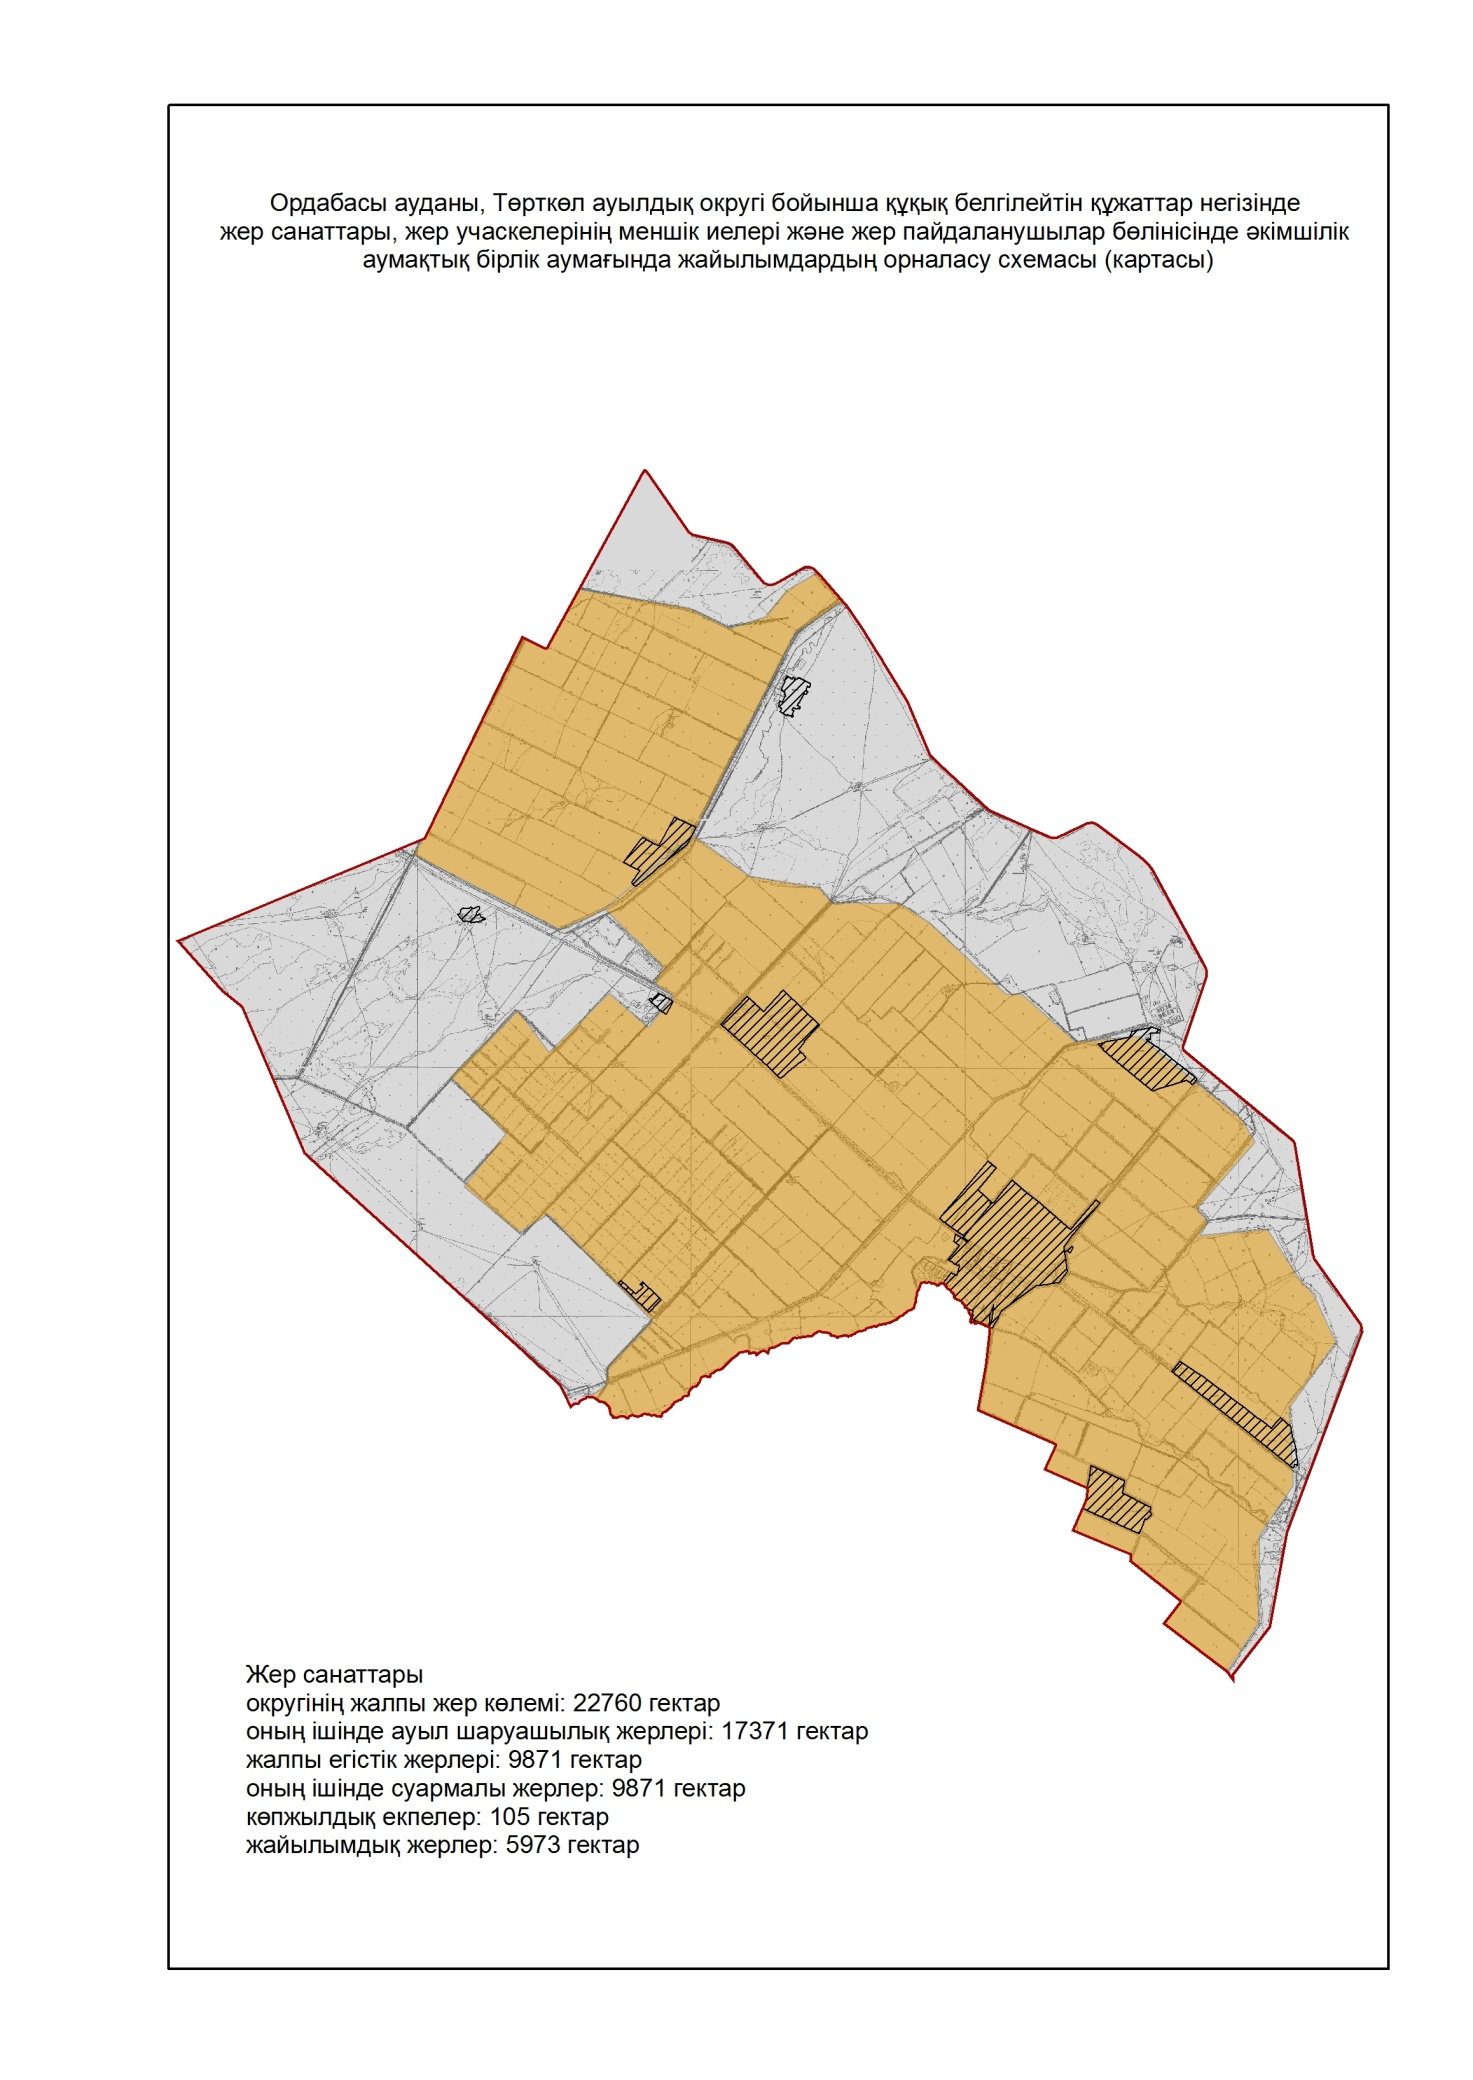 Ордабасы ауданы, Төрткөл ауылдық округі бойынша құқық белгілейтін құжаттар негізінде
жер санаттары, жер учаскелерінің меншік иелері және жер пайдаланушылар бөлінісінде әкімшілік
аумақтық бірлік аумағында жайылымдардың орналасу схемасы (картасы)
Жер санаттары
округінің жалпы жер көлемі: 22760 гектар
оның ішінде ауыл шаруашылық жерлері: 17371 гектар
жалпы егістік жерлері: 9871 гектар
оның ішінде суармалы жерлер: 9871 гектар
көпжылдық екпелер: 105 гектар
жайылымдық жерлер: 5973 гектар